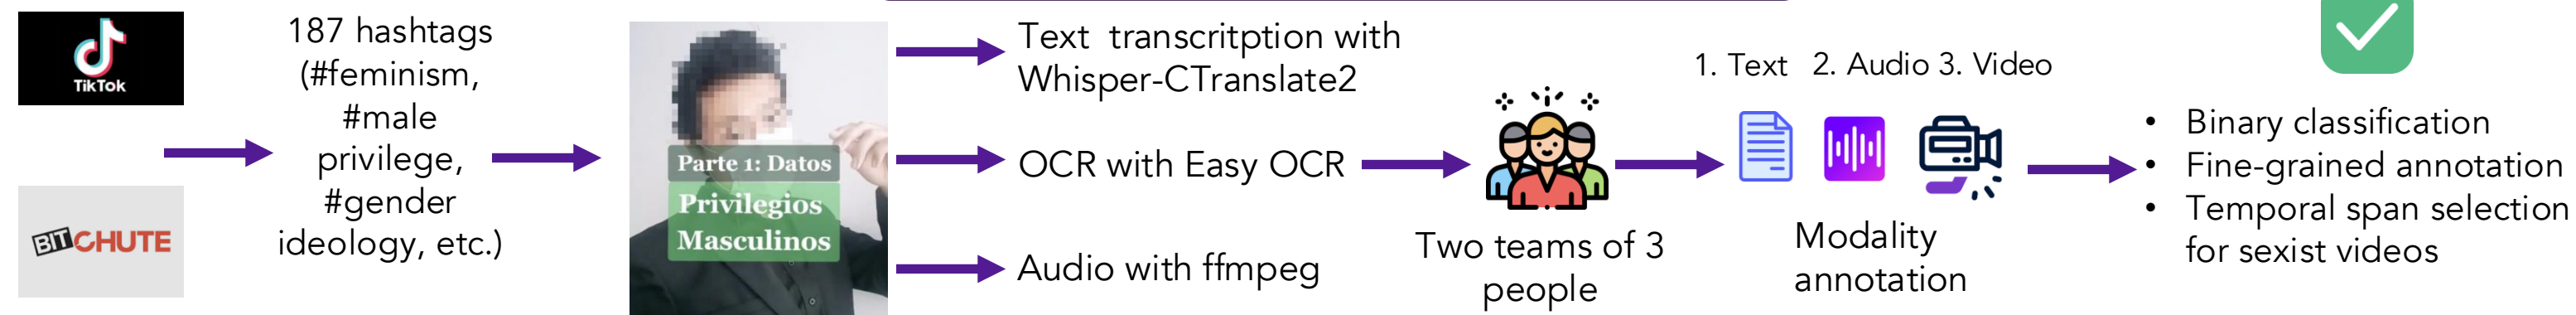 TikTok
BITCHUTE
187 hashtags
(#feminism,
#male
privilege,
#gender
ideology, etc.)
Parte 1: Datos
Privilegios
Masculinos
Text transcritption with
Whisper-CTranslate2
OCR with Easy OCR
Audio with ffmpeg
Two teams of 3
people
1. Text 2. Audio 3. Video
Modality
annotation
• Binary classification
• Fine-grained annotation
• Temporal span selection
for sexist videos